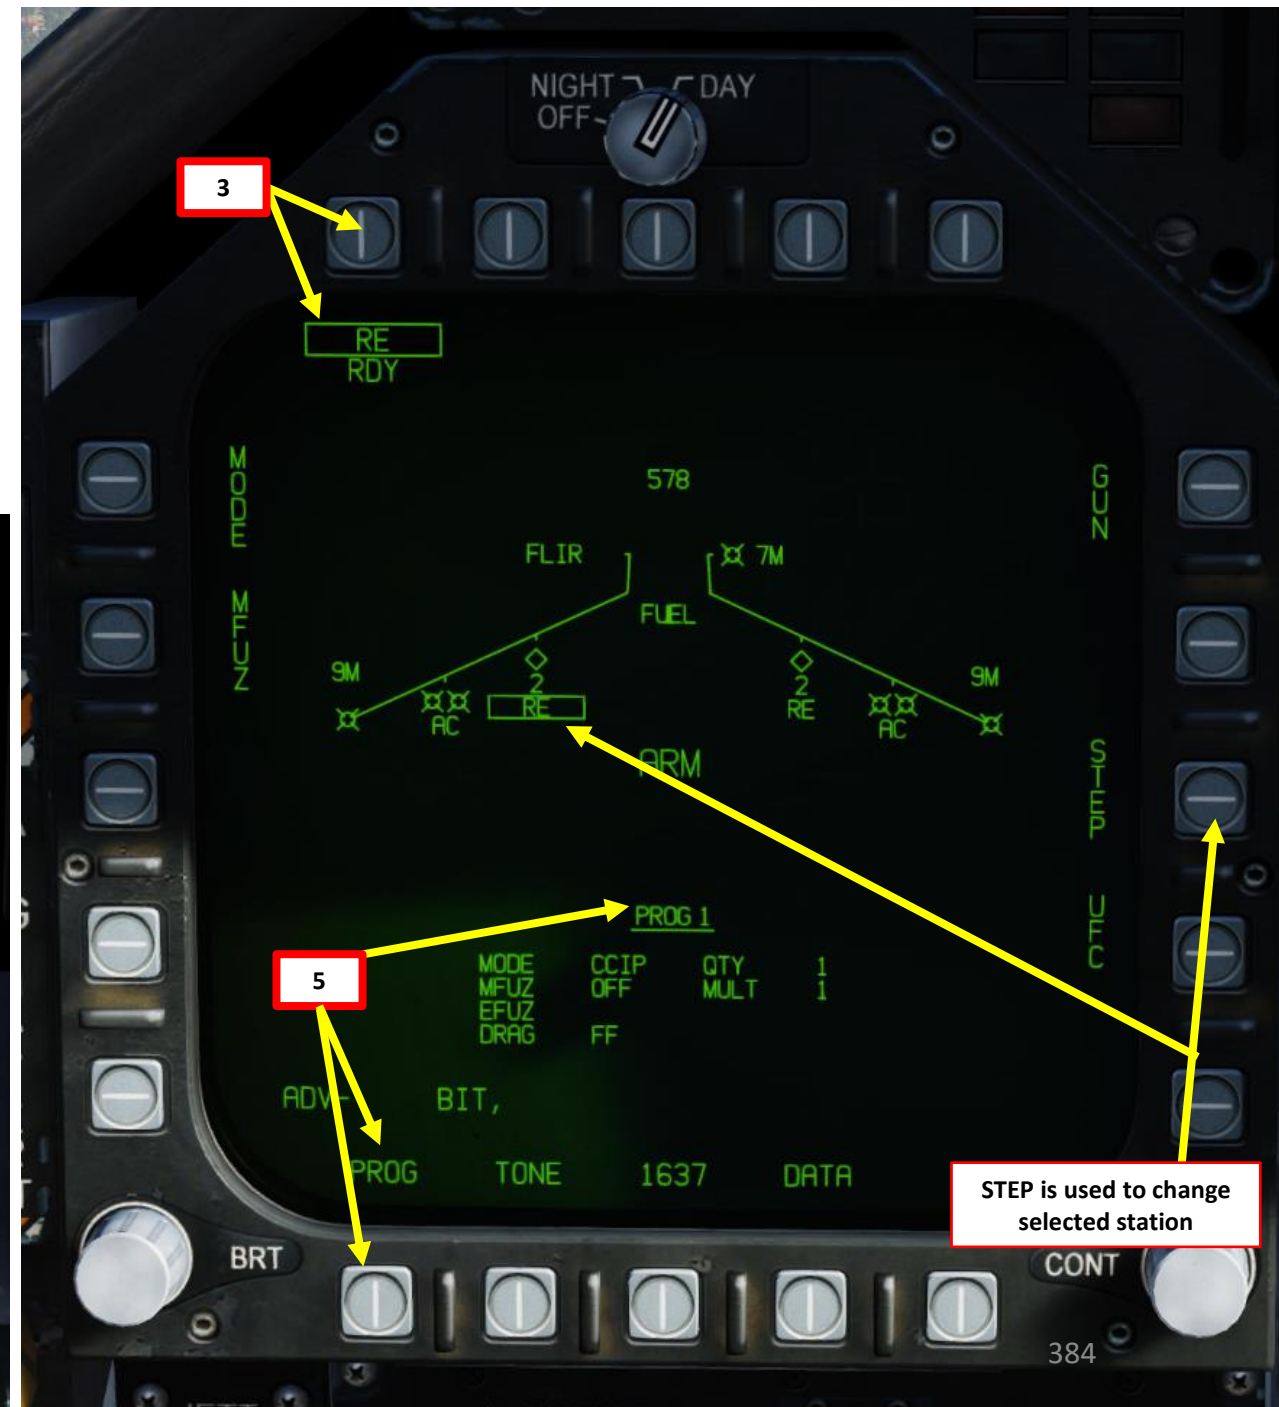 NIGHT DAY
OFF
3
RE
RDY
MODE
578
GUN
FLIR
7M
MFUZ
FUEL
9M
9M
2
2
RE
RE
AC
AC
ARM
STEP
PROG 1
UFC
5
MODE CCIP QTY 1
MFUZ OFF MULT 1
EFUZ
DRAG FF
ADV- BIT,
PROG TONE 1637 DATA
STEP is used to change
selected station
BRT
CONT
384